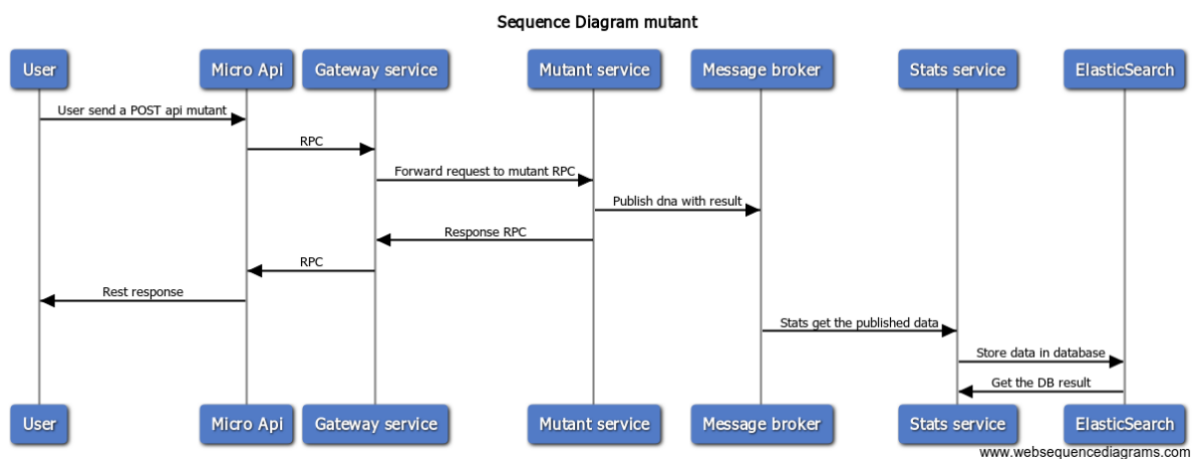 Sequence Diagram mutant
User Micro Api Gateway service Mutant service Message broker Stats service ElasticSearch
User send a POST api mutant
RPC
Forward request to mutant RPC
Publish dna with result
Response RPC
RPC
Rest response
Stats get the published data
Store data in database
Get the DB result
User Micro Api Gateway service Mutant service Message broker Stats service ElasticSearch
www.websequencediagrams.com